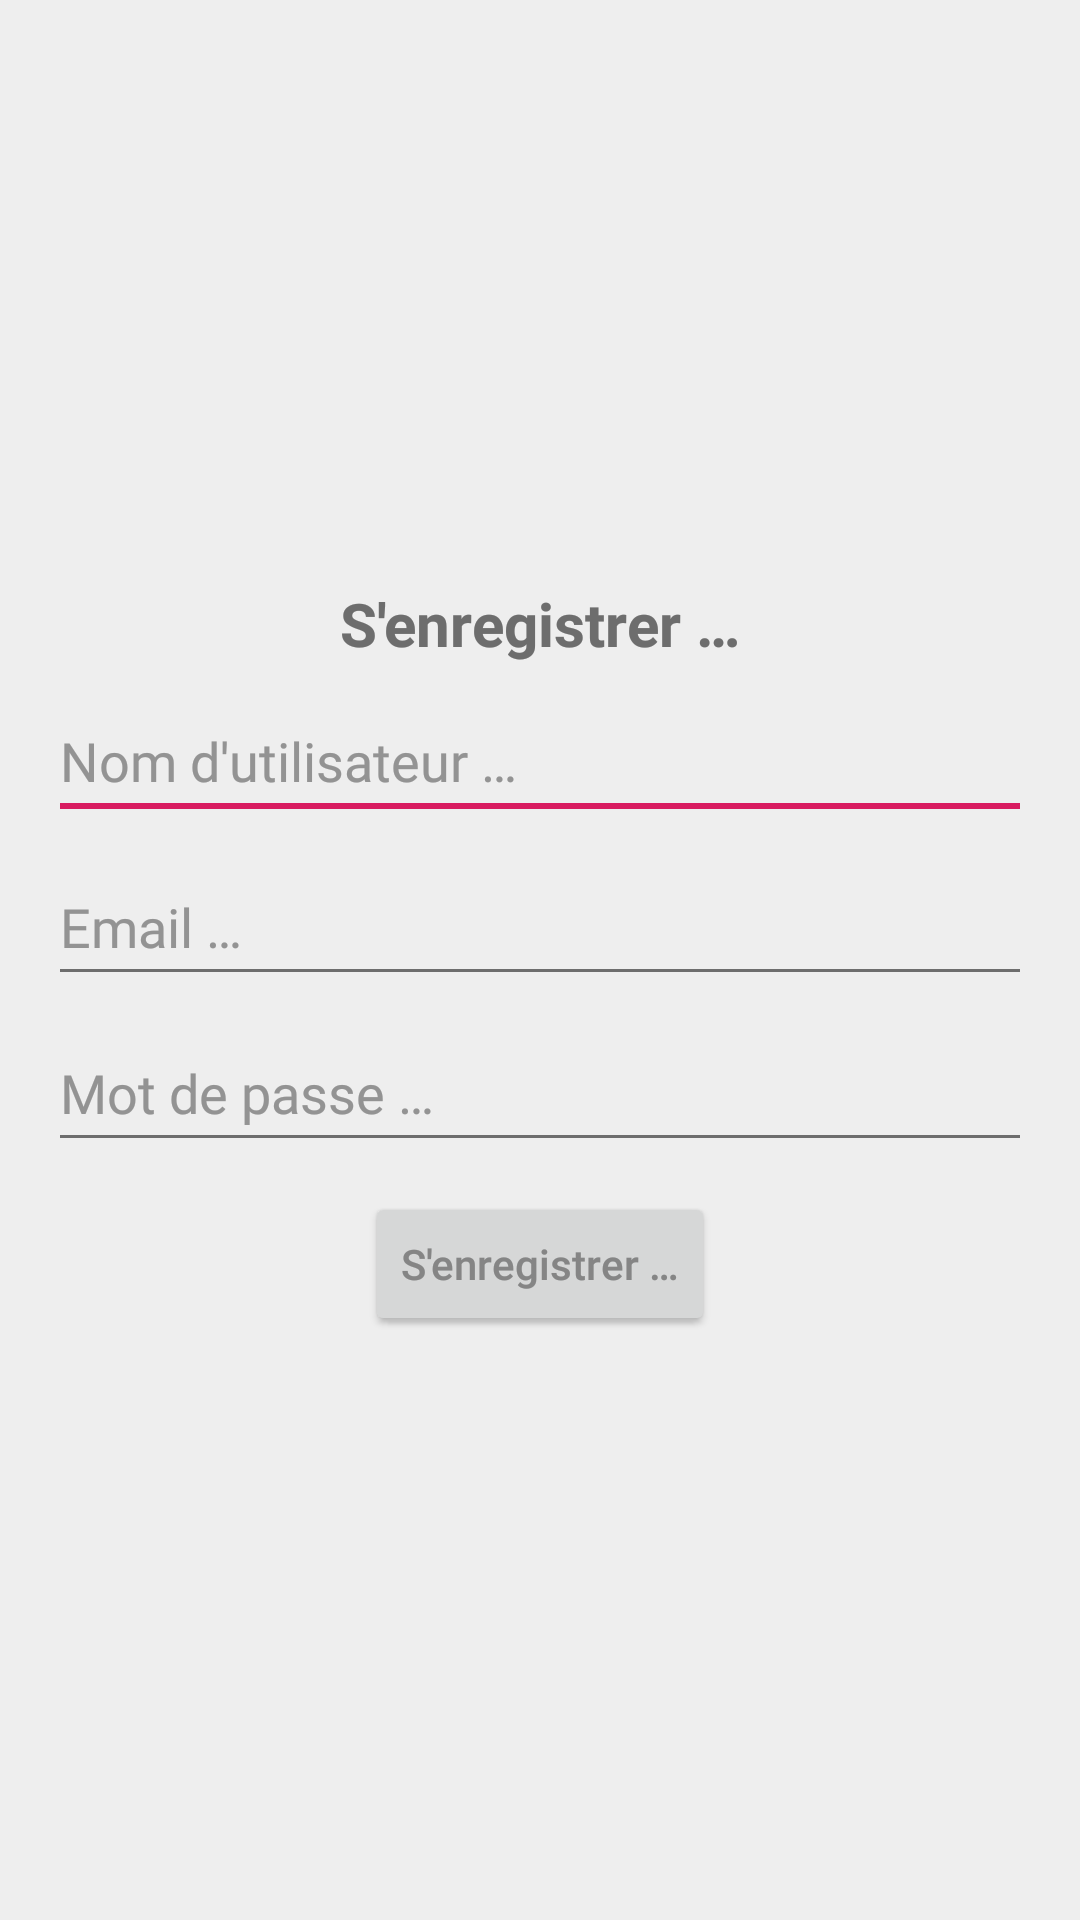 S'enregistrer …
Nom d'utilisateur …
Email …
Mot de passe …
S'enregistrer …